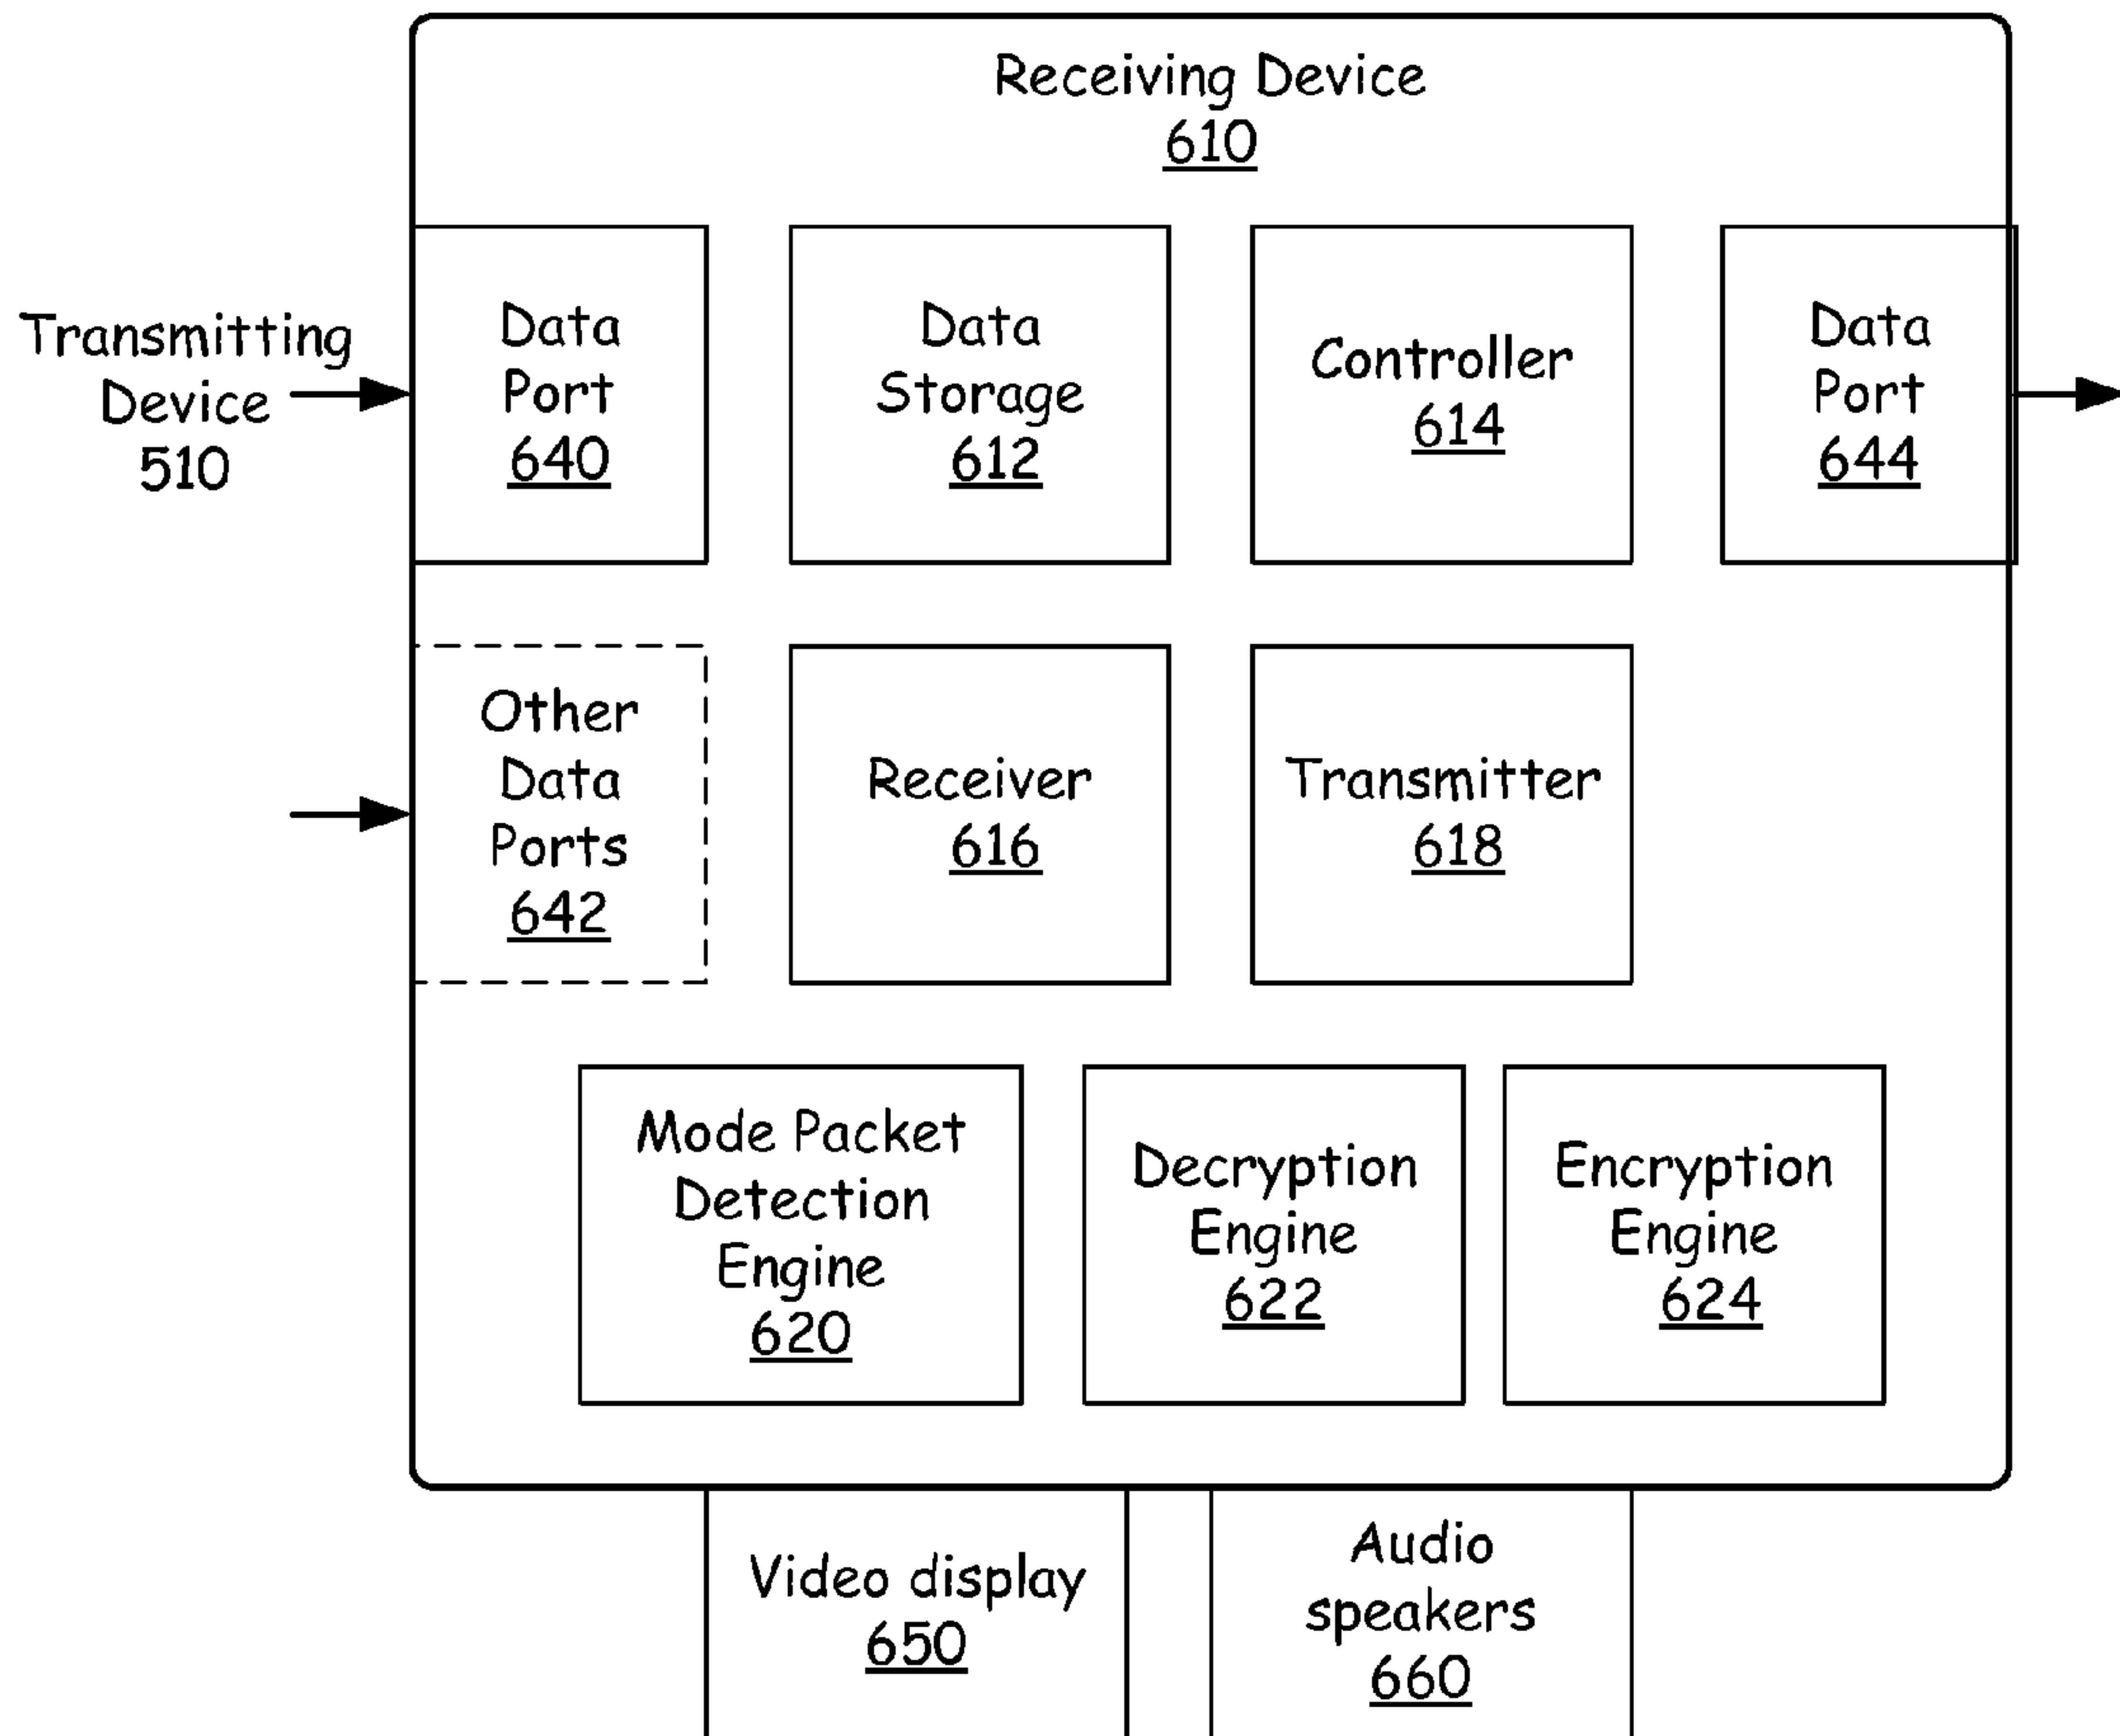 Receiving Device
610
Transmitting
Device
510
Data
Port
640
Data
Storage
612
Controller
614
Data
Port
644
Other
Data
Ports
642
Receiver
616
Transmitter
618
Mode Packet
Detection
Engine
620
Decryption
Engine
622
Encryption
Engine
624
Video display
650
Audio
speakers
660